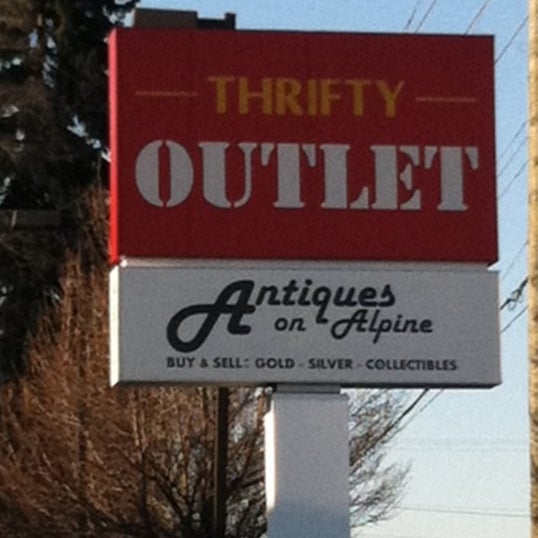 THRIFTY
OUTLET
Antiques
on Alpine
BUY & SELL: GOLD - SILVER - COLLECTIBLES